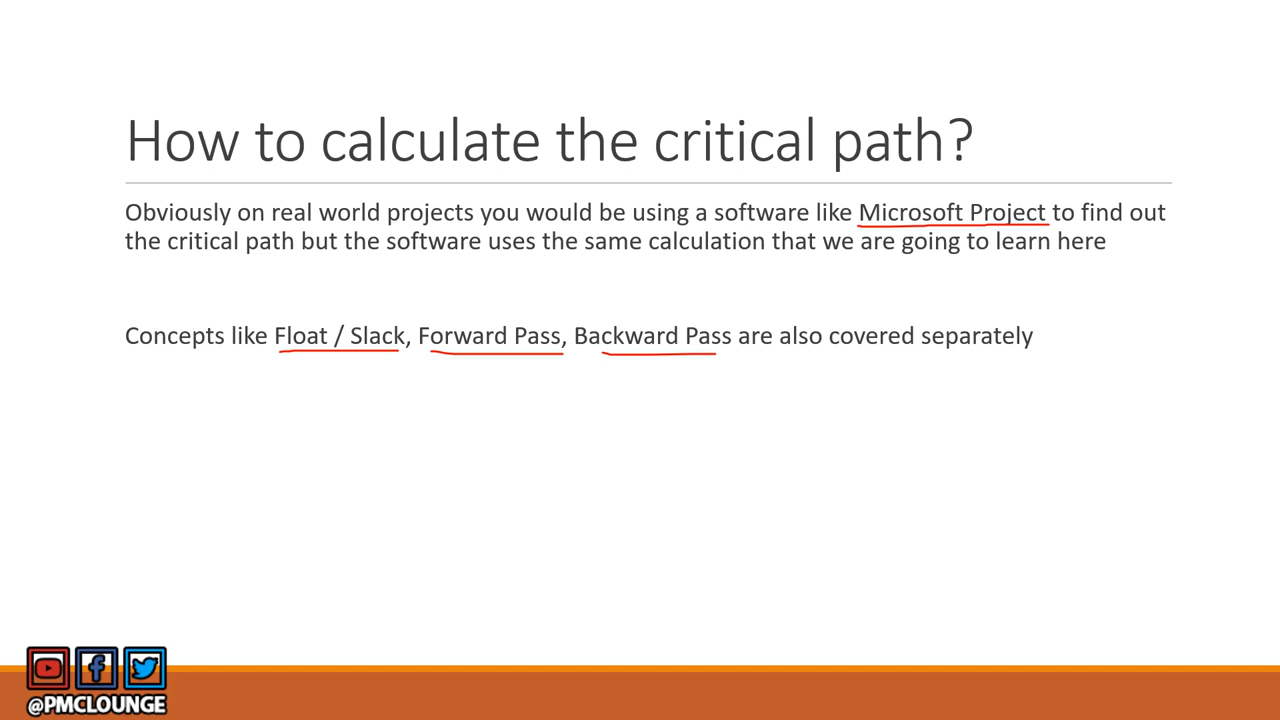 How to calculate the critical path?
Obviously on real world projects you would be using a software like Microsoft Project to find out
the critical path but the software uses the same calculation that we are going to learn here
Concepts like Float / Slack, Forward Pass, Backward Pass are also covered separately
@PMCLOUNGE